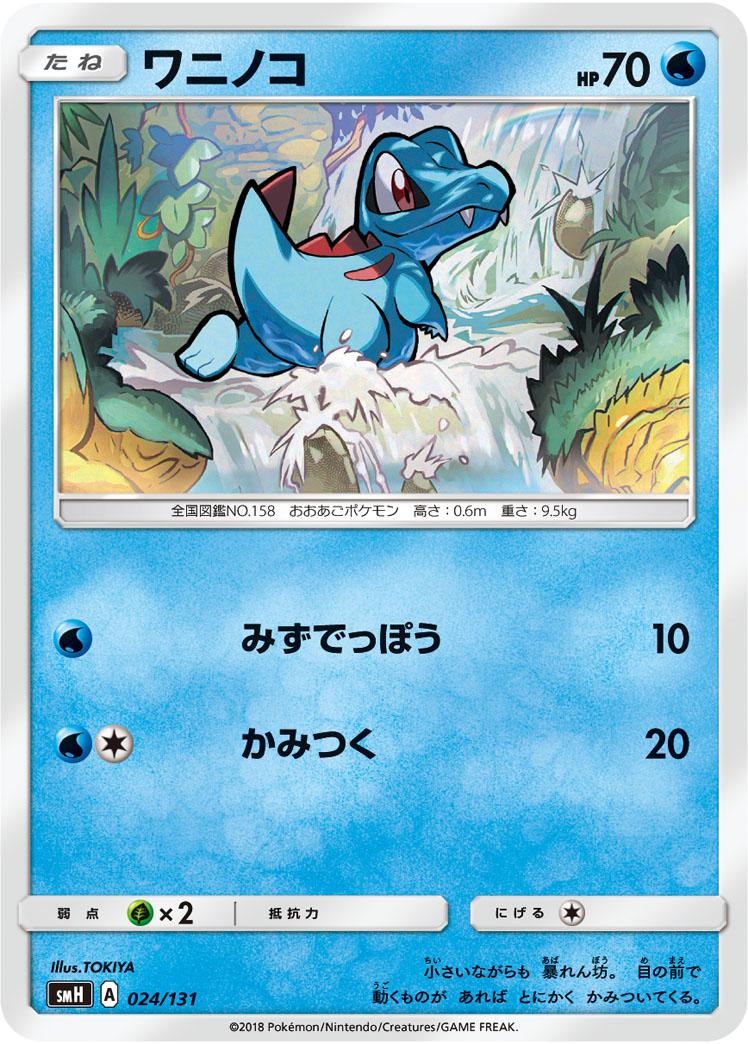 たね ワニノコ HP70
全国図鑑NO.158 おおあごポケモン 高さ：0.6m 重さ：9.5kg
みずでっぽう 10
かみつく 20
弱点 ×2 抵抗力 にげる
Illus.TOKIYA
SMH A 024/131
小さいながらも 暴れん坊。 目の前で
動くものが あれば とにかく かみついてくる。
©2018 Pokémon/Nintendo/Creatures/GAME FREAK.